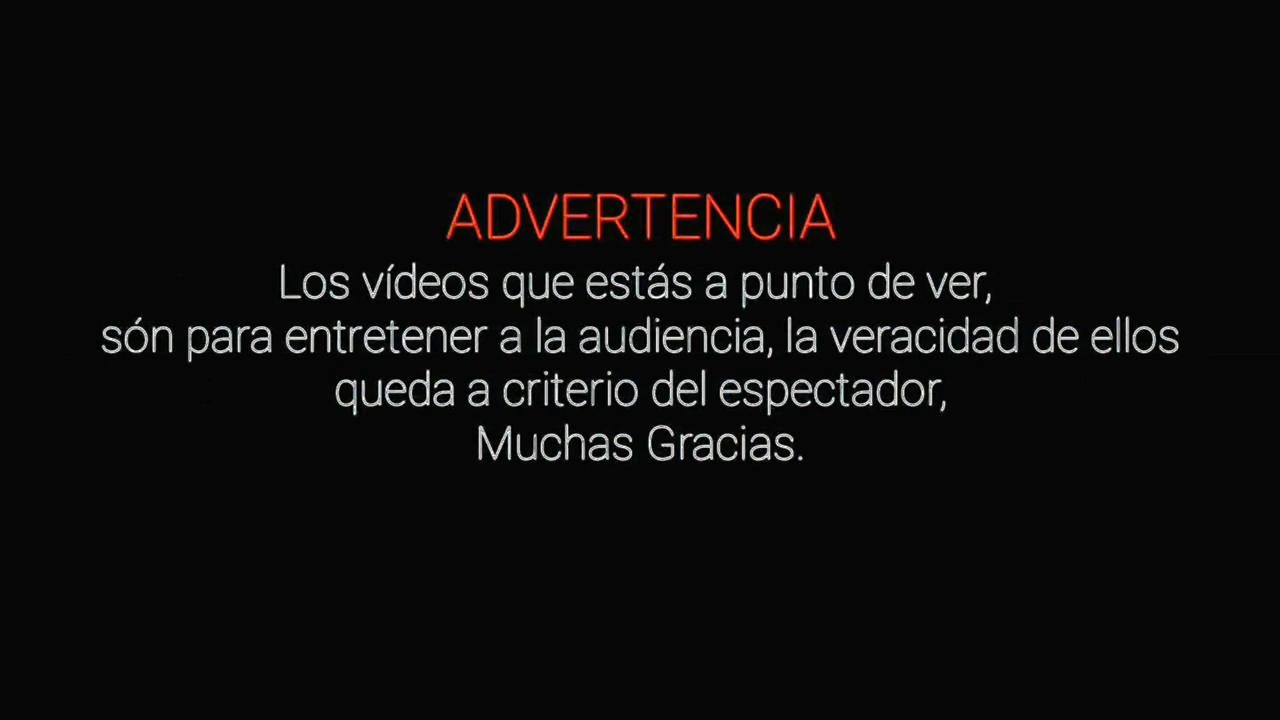 ADVERTENCIA
Los vídeos que estás a punto de ver,
són para entretener a la audiencia, la veracidad de ellos
queda a criterio del espectador,
Muchas Gracias.